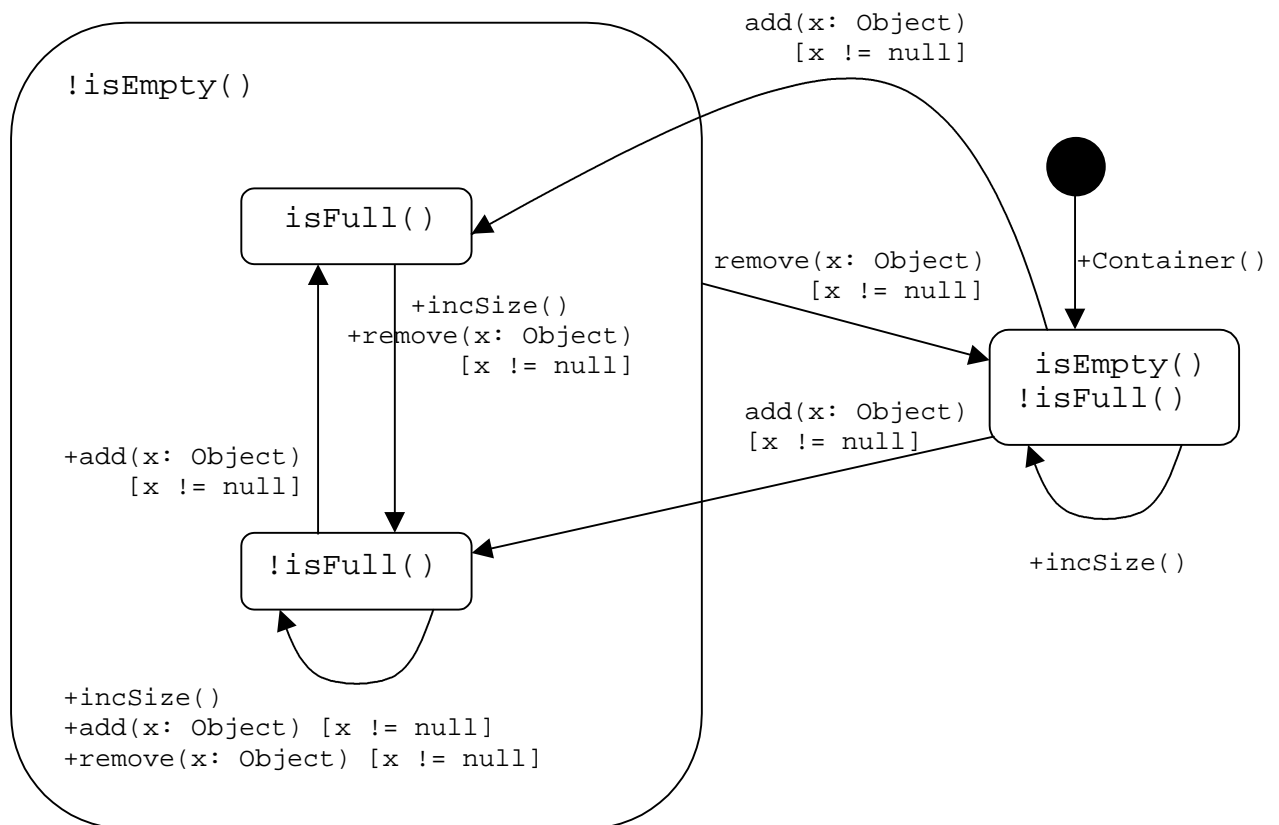 add(x: Object)
[x != null]
!isEmpty()
isFull()
remove(x: Object)
[x != null]
+Container()
+incSize()
+remove(x: Object)
[x != null]
isEmpty()
!isFull()
add(x: Object)
[x != null]
+add(x: Object)
[x != null]
!isFull()
+incSize()
+incSize()
+add(x: Object) [x != null]
+remove(x: Object) [x != null]